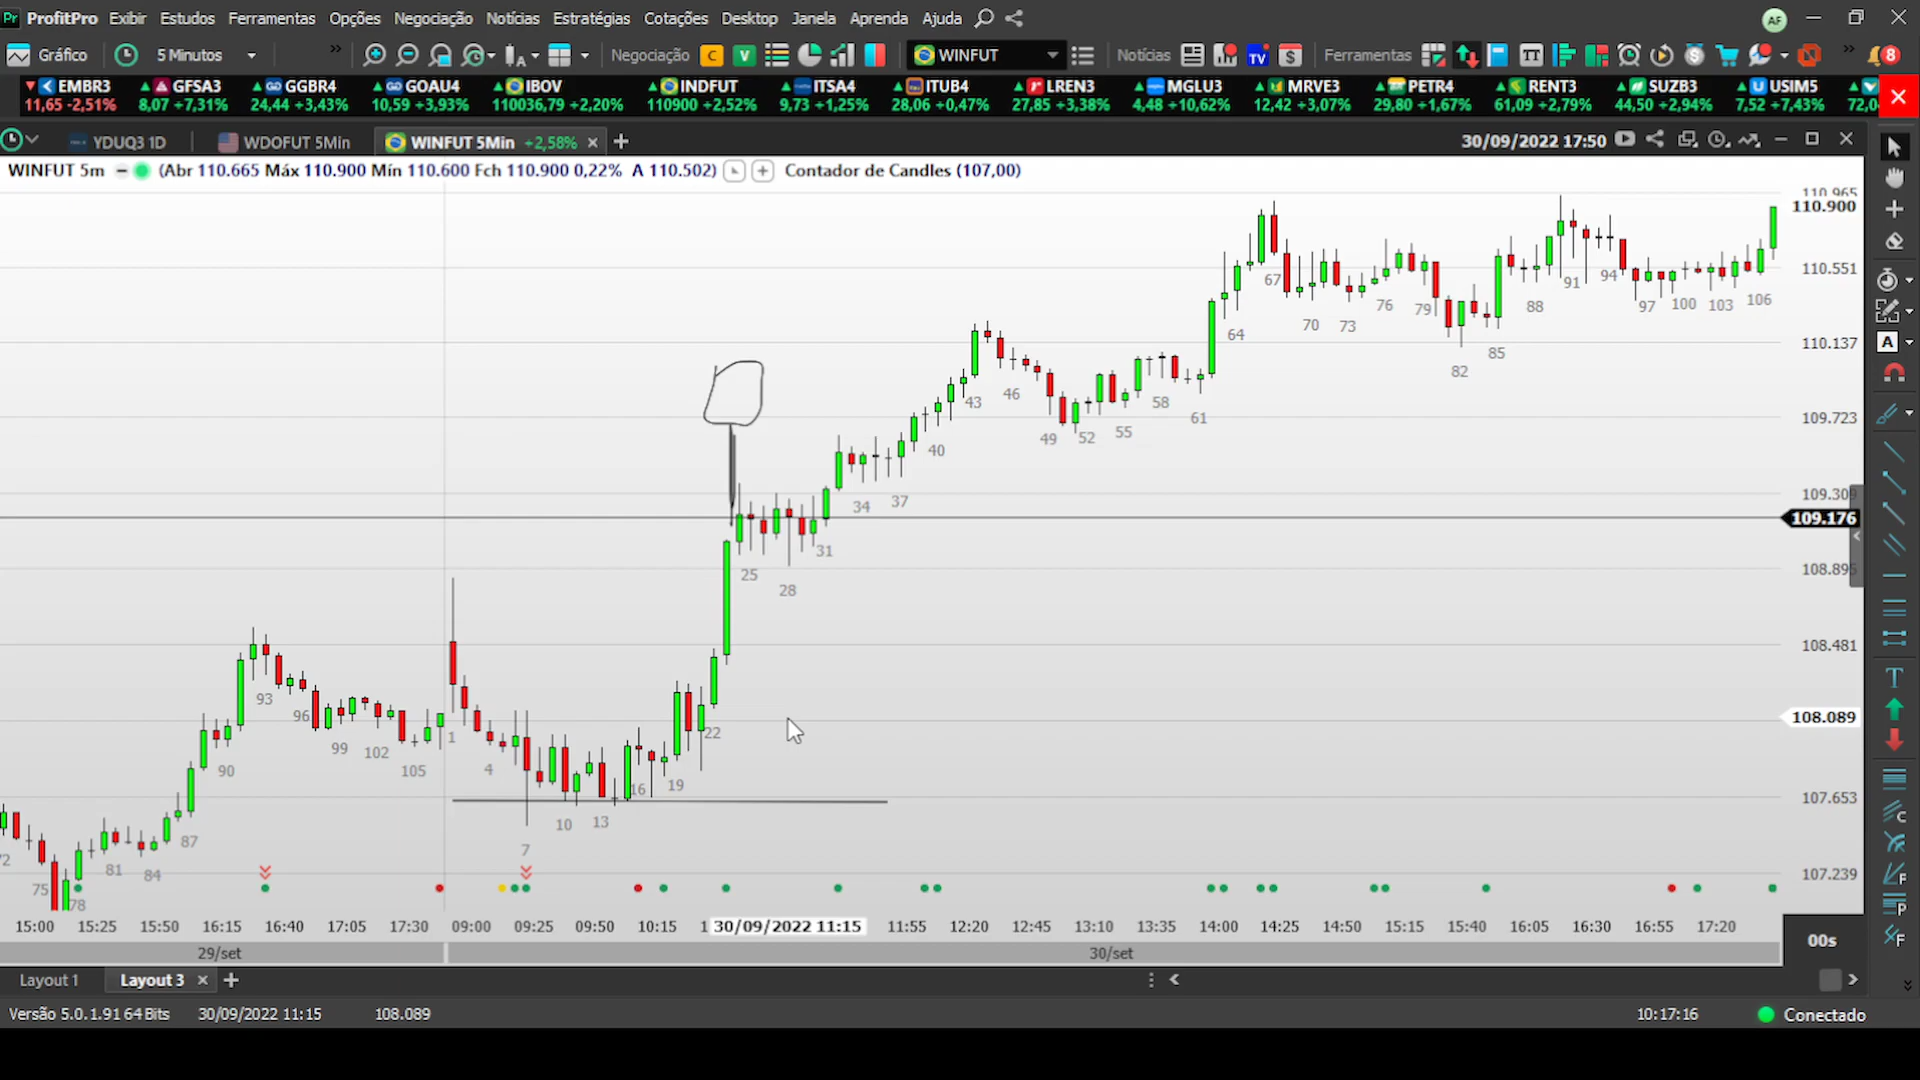 ProfitPro Exibir Estudos Ferramentas Opções Negociação Notícias Estratégias Cotações Desktop Janela Aprenda Ajuda AF
Gráfico 5 Minutos Negociação C V WINFUT Notícias TV $ Ferramentas TT 8
EMBR3 GFSA3 GGBR4 GOAU4 IBOV INDFUT ITSA4 ITUB4 LREN3 MGLU3 MRVE3 PETR4 RENT3 SUZB3 USIM5
11,65 -2,51% 8,07 +7,31% 24,44 +3,43% 10,59 +3,93% 110036,79 +2,20% 110900 +2,52% 9,73 +1,25% 28,06 +0,47% 27,85 +3,38% 4,48 +10,62% 12,42 +3,07% 29,80 +1,67% 61,09 +2,79% 44,50 +2,94% 7,52 +7,43% 72,0
YDUQ3 1D WDOFUT 5Min WINFUT 5Min +2,58% 30/09/2022 17:50
WINFUT 5m (Abr 110.665 Máx 110.900 Mín 110.600 Fch 110.900 0,22% A 110.502) Contador de Candles (107,00)
110.965
110.900
110.551
110.137
109.723
109.309
109.176
108.895
108.481
108.089
107.653
107.239
72 75 78 81 84 87 90 93 96 99 102 105 1 4 7 10 13 16 19 22 25 28 31 34 37 40 43 46 49 52 55 58 61 64 67 70 73 76 79 82 85 88 91 94 97 100 103 106
15:00 15:25 15:50 16:15 16:40 17:05 17:30 09:00 09:25 09:50 10:15 1 30/09/2022 11:15 11:55 12:20 12:45 13:10 13:35 14:00 14:25 14:50 15:15 15:40 16:05 16:30 16:55 17:20
00s
29/set 30/set
Layout 1 Layout 3
Versão 5.0.1.91 64 Bits 30/09/2022 11:15 108.089 10:17:16 Conectado